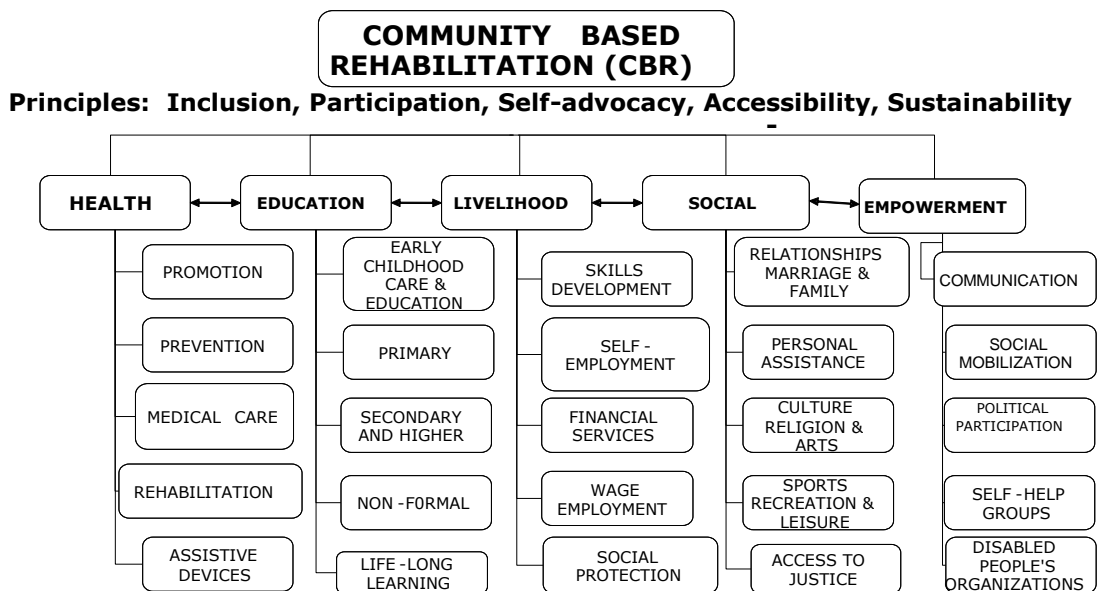 COMMUNITY BASED
REHABILITATION (CBR)
Principles: Inclusion, Participation, Self-advocacy, Accessibility, Sustainability
-
HEALTH
EDUCATION
LIVELIHOOD
SOCIAL
EMPOWERMENT
PROMOTION
PREVENTION
MEDICAL CARE
REHABILITATION
ASSISTIVE
DEVICES
EARLY
CHILDHOOD
CARE &
EDUCATION
PRIMARY
SECONDARY
AND HIGHER
NON -F0RMAL
LIFE -LONG
LEARNING
SKILLS
DEVELOPMENT
SELF -
EMPLOYMENT
FINANCIAL
SERVICES
WAGE
EMPLOYMENT
SOCIAL
PROTECTION
RELATIONSHIPS
MARRIAGE &
FAMILY
PERSONAL
ASSISTANCE
CULTURE
RELIGION &
ARTS
SPORTS
RECREATION &
LEISURE
ACCESS TO
JUSTICE
COMMUNICATION
SOCIAL
MOBILIZATION
POLITICAL
PARTICIPATION
SELF -HELP
GROUPS
DISABLED
PEOPLE'S
ORGANIZATIONS